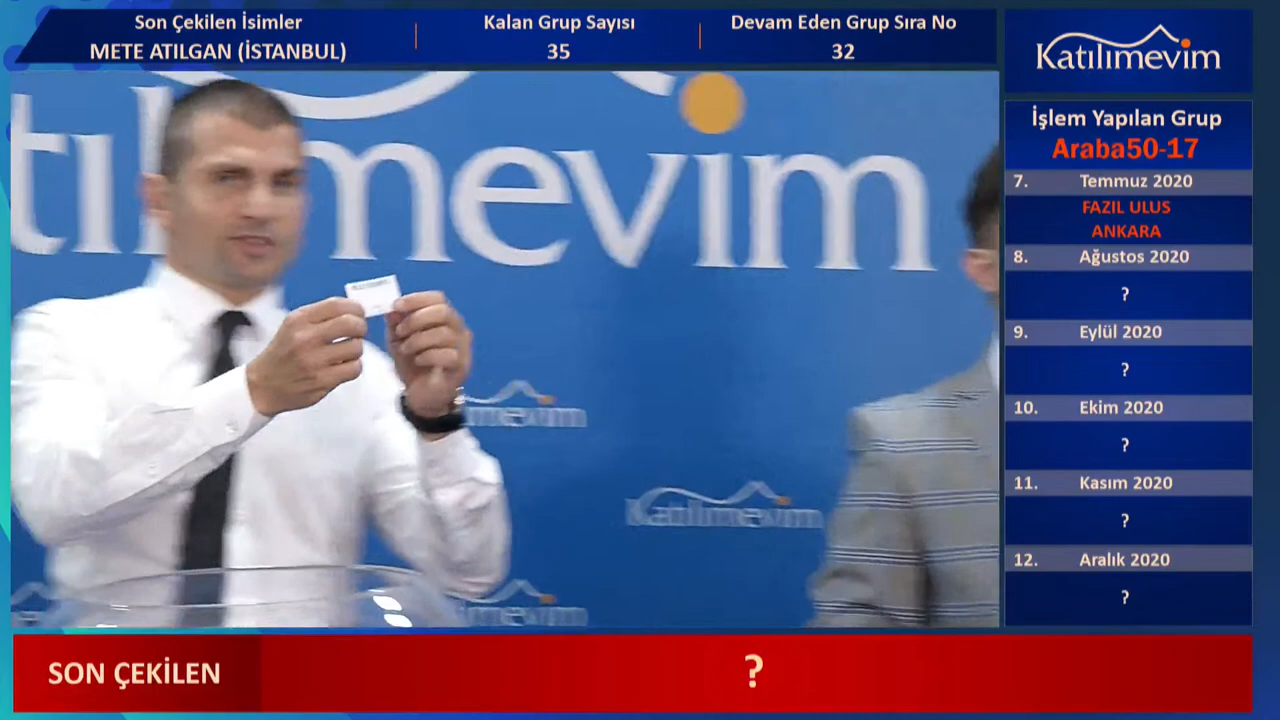 Son Çekilen İsimler
METE ATILGAN (İSTANBUL)
Kalan Grup Sayısı
35
Devam Eden Grup Sıra No
32
Katılımevim
İşlem Yapılan Grup
Araba50-17
7. Temmuz 2020
FAZIL ULUS
ANKARA
8. Ağustos 2020
?
9. Eylül 2020
?
10. Ekim 2020
?
11. Kasım 2020
?
12. Aralık 2020
?
tılımevim
ımevim
Katılımevim
SON ÇEKİLEN
?